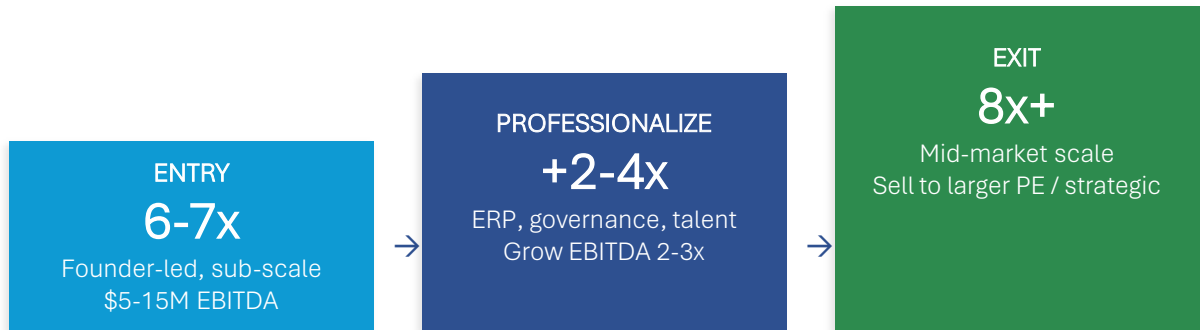 ENTRY
6-7x
Founder-led, sub-scale
$5-15M EBITDA
→
PROFESSIONALIZE
+2-4x
ERP, governance, talent
Grow EBITDA 2-3x
→
EXIT
8x+
Mid-market scale
Sell to larger PE / strategic